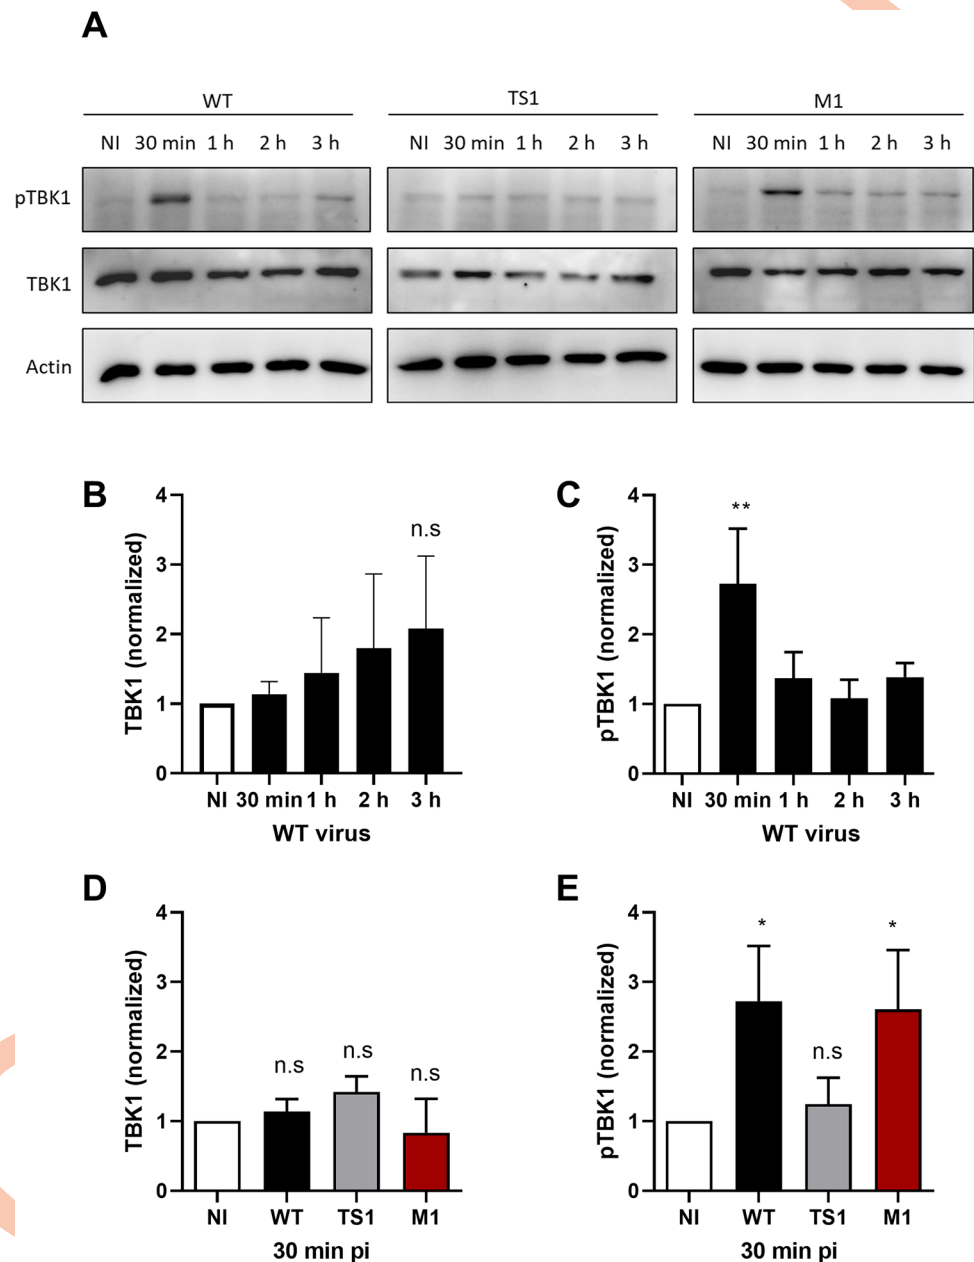 A
WT
TS1
M1
NI 30 min 1 h 2 h 3 h
NI 30 min 1 h 2 h 3 h
NI 30 min 1 h 2 h 3 h
pTBK1
TBK1
Actin
B
TBK1 (normalized)
4
3
2
1
0
n.s
NI 30 min 1 h 2 h 3 h
WT virus
C
pTBK1 (normalized)
4
3
2
1
0
**
NI 30 min 1 h 2 h 3 h
WT virus
D
TBK1 (normalized)
4
3
2
1
0
n.s
n.s
n.s
NI WT TS1 M1
30 min pi
E
pTBK1 (normalized)
4
3
2
1
0
*
n.s
*
NI WT TS1 M1
30 min pi